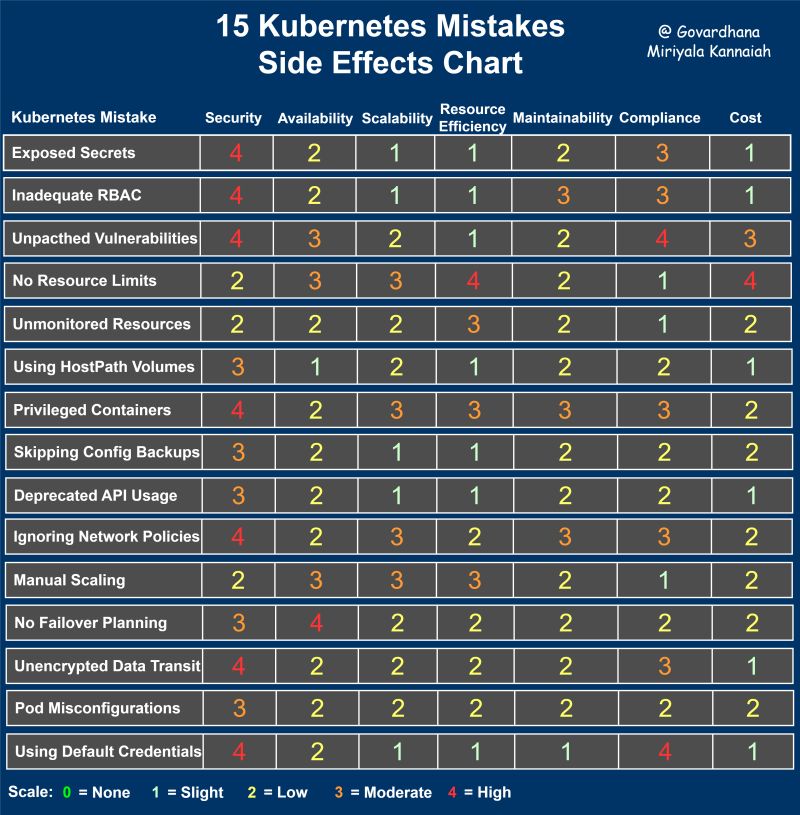 15 Kubernetes Mistakes
Side Effects Chart
@ Govardhana
Miriyala Kannaiah
Kubernetes Mistake Security Availability Scalability Resource Efficiency Maintainability Compliance Cost
Exposed Secrets 4 2 1 1 2 3 1
Inadequate RBAC 4 2 1 1 3 3 1
Unpacthed Vulnerabilities 4 3 2 1 2 4 3
No Resource Limits 2 3 3 4 2 1 4
Unmonitored Resources 2 2 2 3 2 1 2
Using HostPath Volumes 3 1 2 1 2 2 1
Privileged Containers 4 2 3 3 3 3 2
Skipping Config Backups 3 2 1 1 2 2 2
Deprecated API Usage 3 2 1 1 2 2 1
Ignoring Network Policies 4 2 3 2 3 3 2
Manual Scaling 2 3 3 3 2 1 2
No Failover Planning 3 4 2 2 2 2 2
Unencrypted Data Transit 4 2 2 2 2 3 1
Pod Misconfigurations 3 2 2 2 2 2 2
Using Default Credentials 4 2 1 1 1 4 1
Scale: 0 = None 1 = Slight 2 = Low 3 = Moderate 4 = High